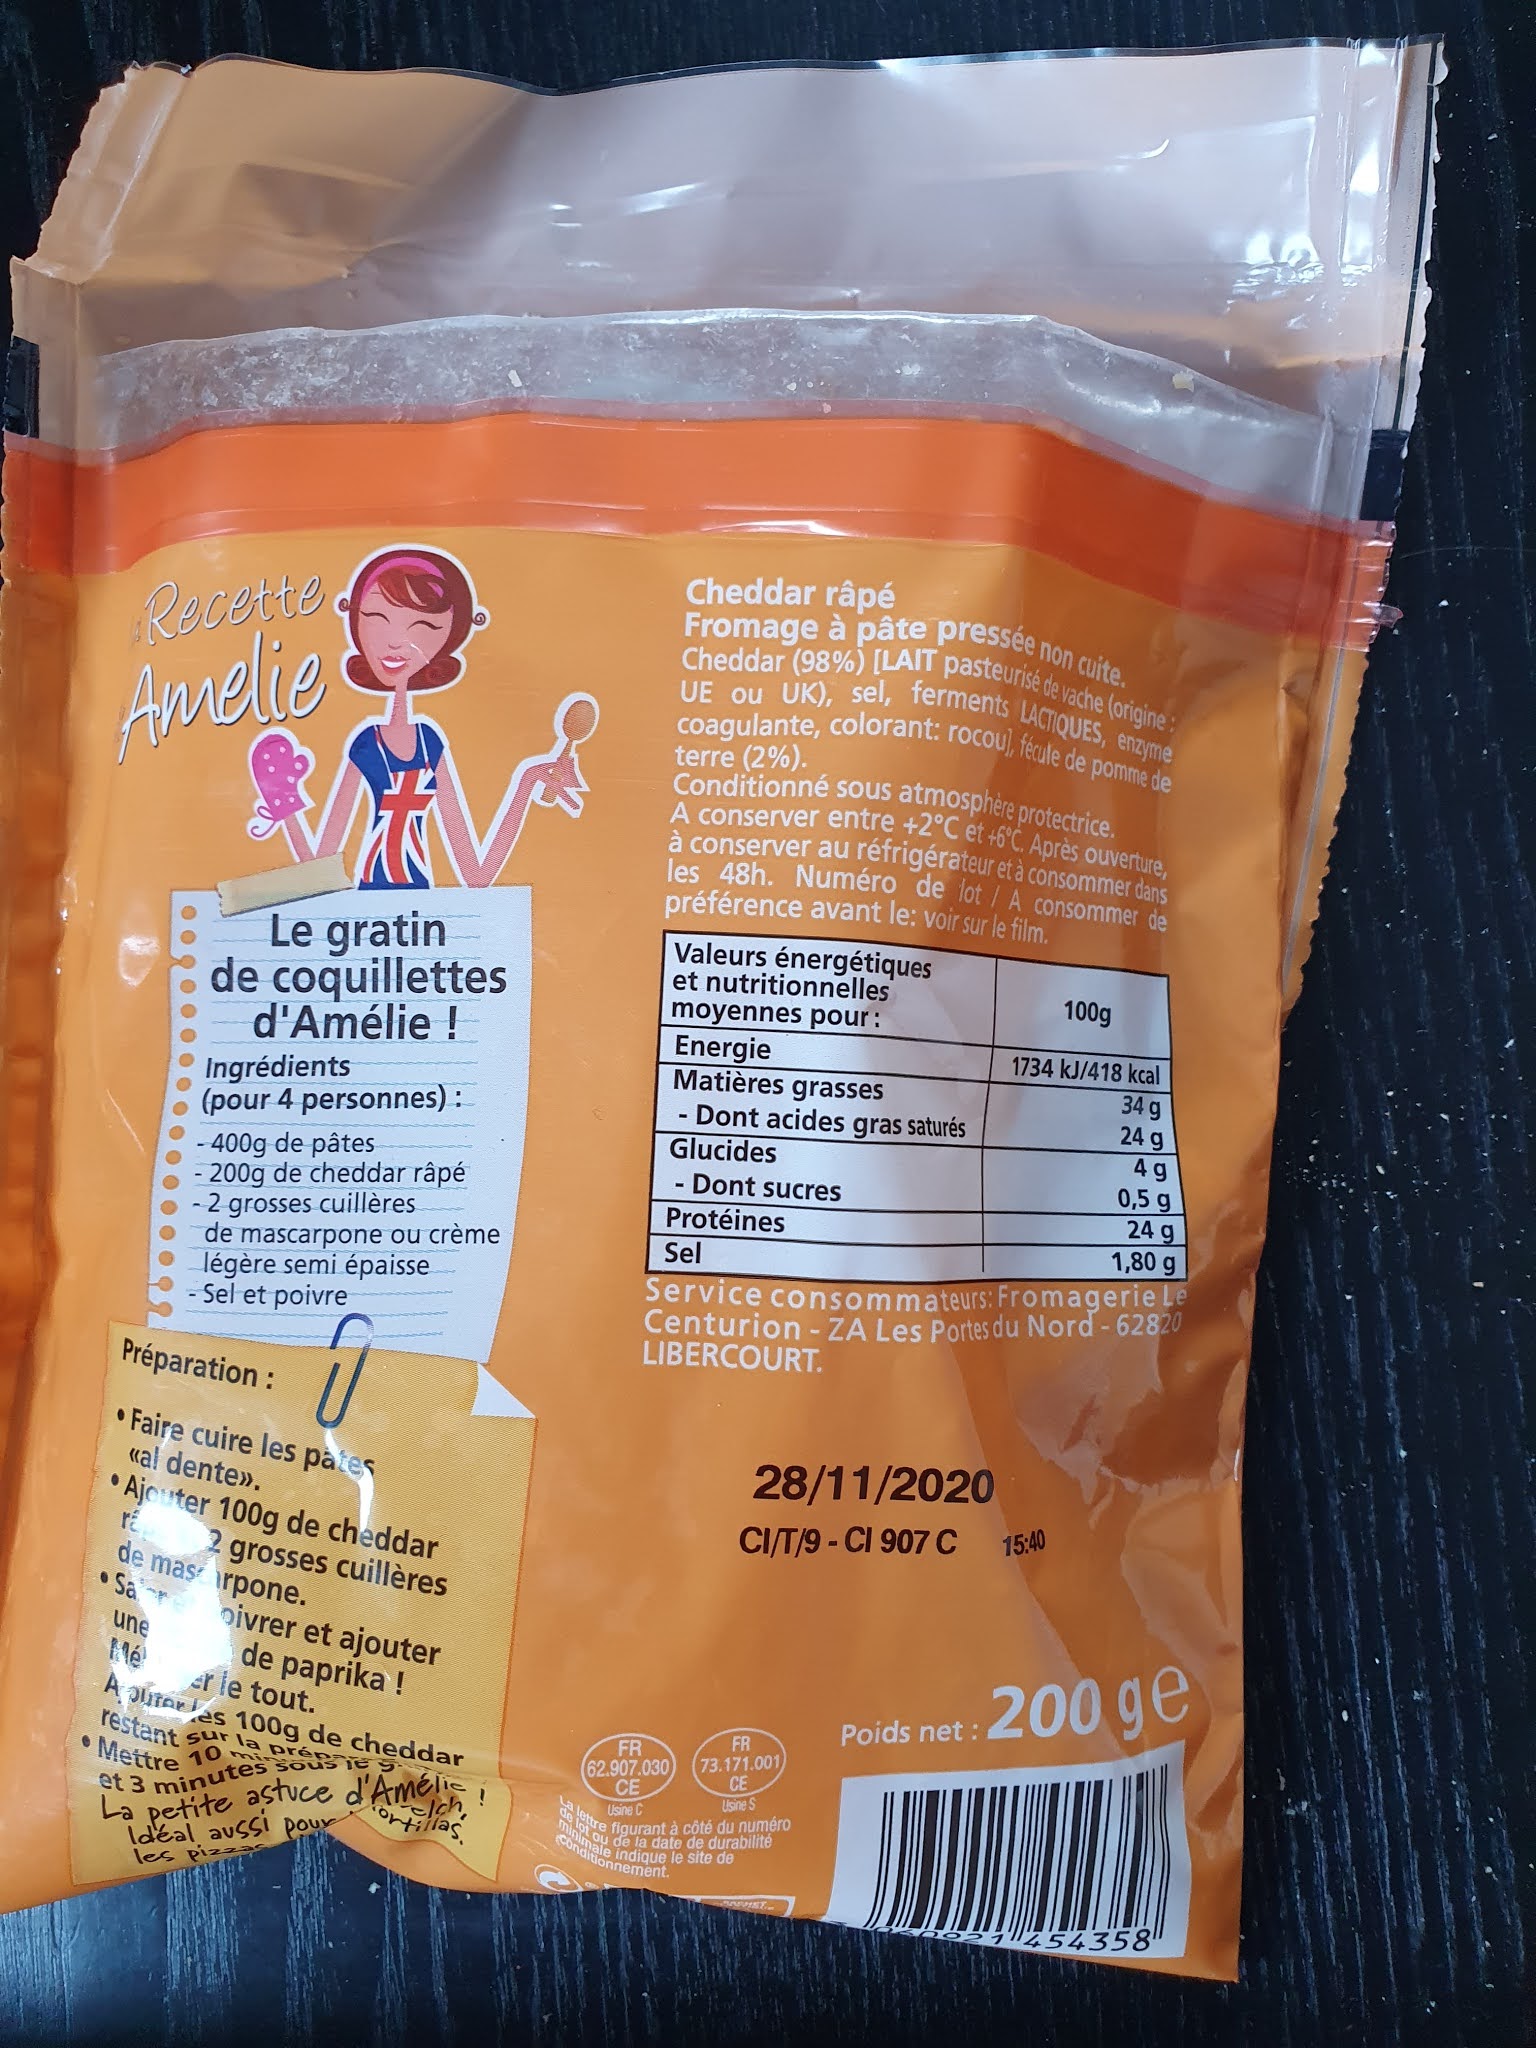 Recette
Amelie
Le gratin
de coquillettes
d'Amélie !
Ingrédients
(pour 4 personnes) :
- 400g de pâtes
- 200g de cheddar râpé
- 2 grosses cuillères
de mascarpone ou crème
légère semi épaisse
- Sel et poivre
Préparation :
• Faire cuire les pâtes
«al dente».
• Ajouter 100g de cheddar
2 grosses cuillères
de mascarpone.
et ajouter
une de paprika !
le tout.
Ajouter les 100g de cheddar
restant sur la
• Mettre 10
et 3 minutes sous le
La petite astuce d'Amélie !
Idéal aussi pour
les pizzas tortillas.
Cheddar râpé
Fromage à pâte pressée non cuite.
Cheddar (98%) [LAIT pasteurisé de vache (origine :
UE ou UK), sel, ferments LACTIQUES, enzyme
coagulante, colorant: rocou], fécule de pomme de
terre (2%).
Conditionné sous atmosphère protectrice.
A conserver entre +2°C et +6°C. Après ouverture,
à conserver au réfrigérateur et à consommer dans
les 48h. Numéro de lot / A consommer de
préférence avant le: voir sur le film.
Valeurs énergétiques
et nutritionnelles
moyennes pour : 100g
Energie 1734 kJ/418 kcal
Matières grasses 34 g
- Dont acides gras saturés 24 g
Glucides 4 g
- Dont sucres 0,5 g
Protéines 24 g
Sel 1,80 g
Service consommateurs: Fromagerie Le
Centurion - ZA Les Portes du Nord - 62820
LIBERCOURT.
28/11/2020
CI/T/9 - CI 907 C 15:40
Poids net : 200 g e
FR
62.907.030
CE
Usine C
FR
73.171.001
CE
Usine S
La lettre figurant à côté du numéro
de lot ou de la date de durabilité
minimale indique le site de
conditionnement.
454358